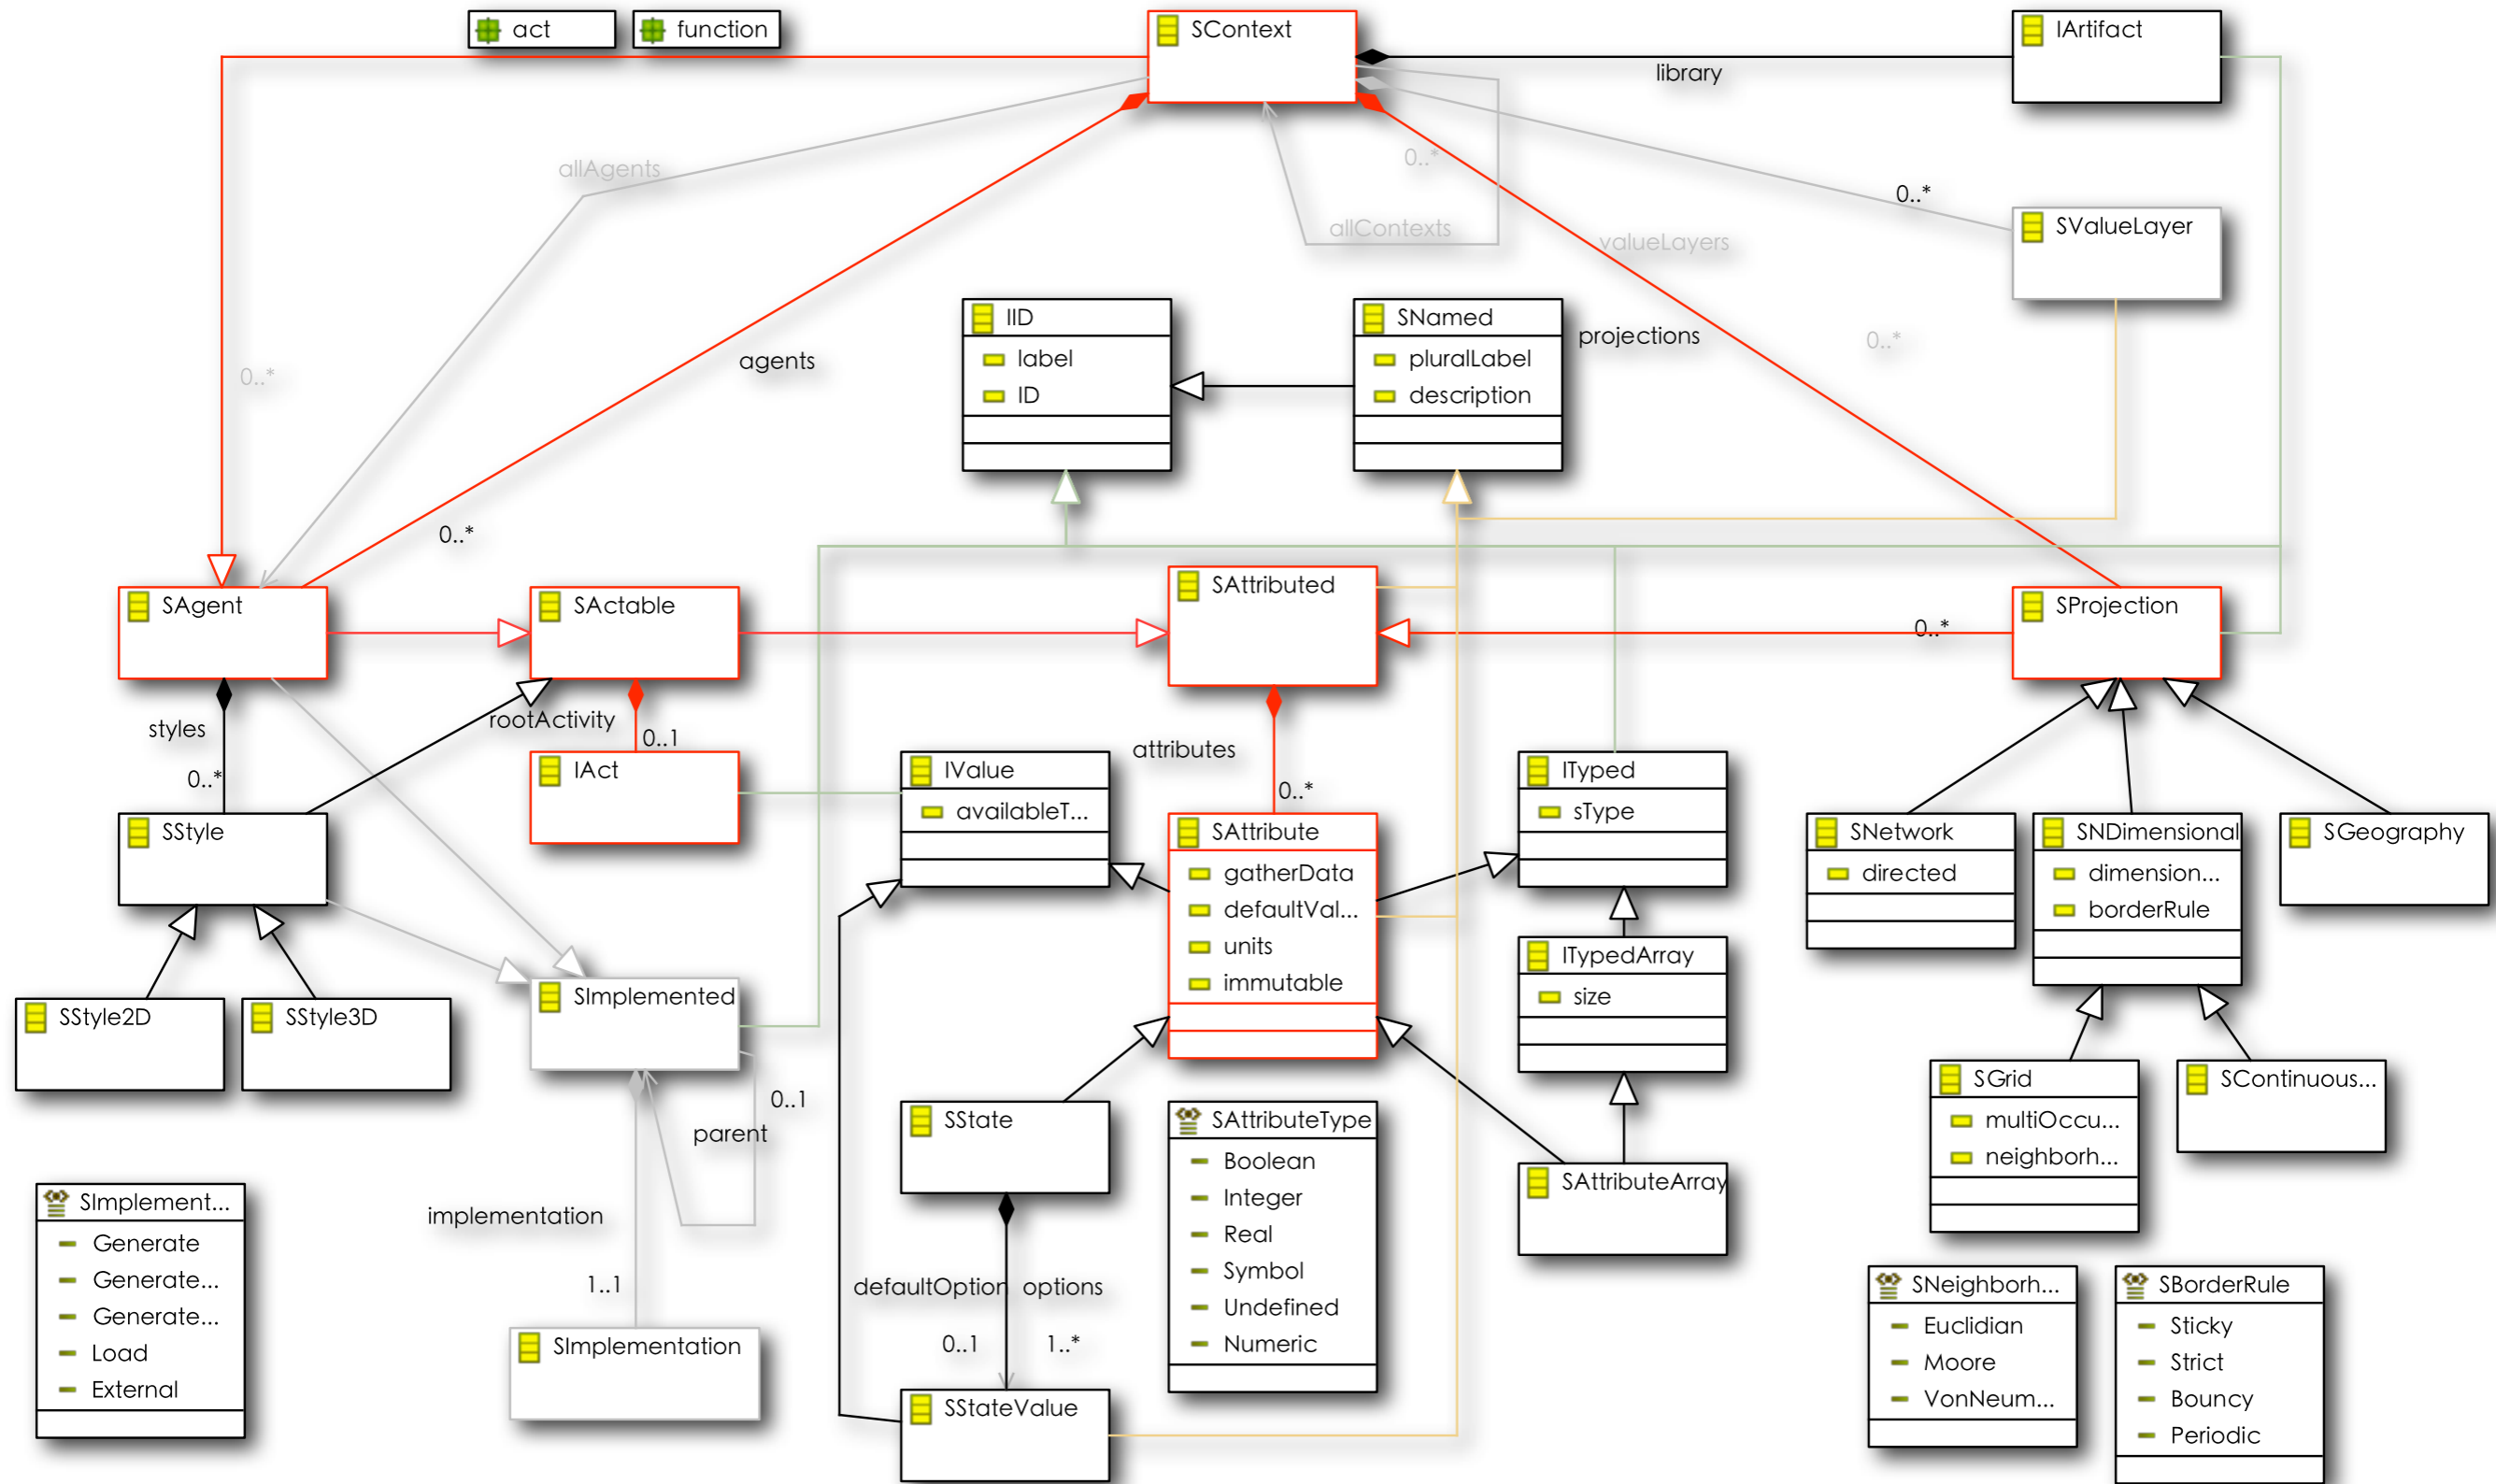 act
function
SContext
IArtifact
library
allAgents
0..*
0..*
allContexts
SValueLayer
valueLayers
IID
label
ID
SNamed
pluralLabel
description
projections
0..*
agents
0..*
0..*
SAgent
SActable
SAttributed
SProjection
0..*
styles
rootActivity
0..1
attributes
0..*
0..*
IAct
IValue
availableT...
ITyped
sType
SStyle
SAttribute
gatherData
defaultVal...
units
immutable
SNetwork
directed
SNDimensional
dimension...
borderRule
SGeography
ITypedArray
size
SStyle2D
SStyle3D
SImplemented
0..1
parent
SState
SAttributeType
Boolean
Integer
Real
Symbol
Undefined
Numeric
SAttributeArray
SGrid
multiOccu...
neighborh...
SContinuous...
SImplement...
Generate
Generate...
Generate...
Load
External
implementation
1..1
SImplementation
defaultOption
options
0..1
1..*
SStateValue
SNeighborh...
Euclidian
Moore
VonNeum...
SBorderRule
Sticky
Strict
Bouncy
Periodic